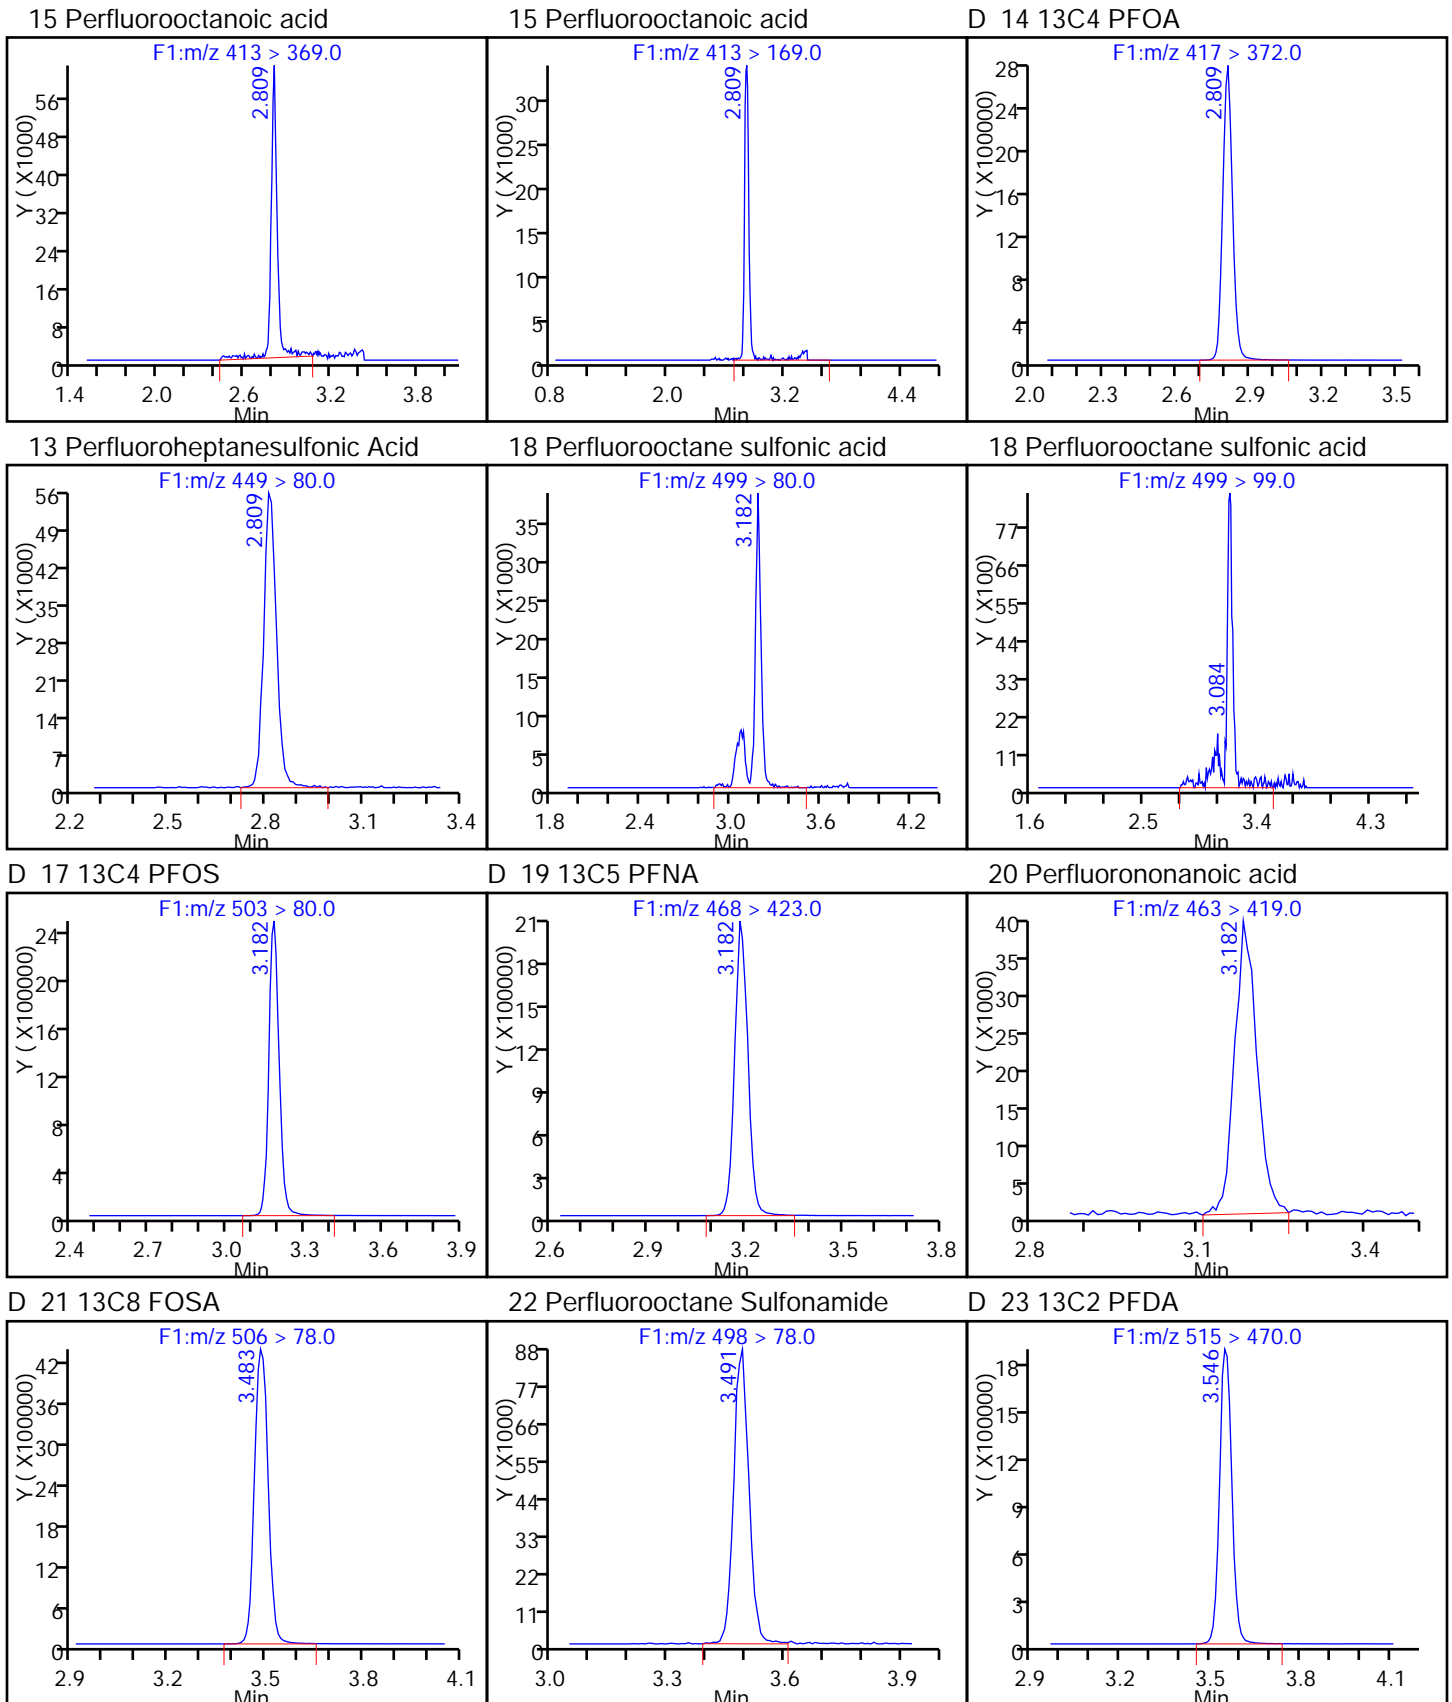 15 Perfluorooctanoic acid
F1:m/z 413 > 369.0
Y ( X1000)
56
48
40
32
24
16
8
0
2.809
1.4 2.0 2.6 3.2 3.8
Min
15 Perfluorooctanoic acid
F1:m/z 413 > 169.0
Y ( X1000)
30
25
20
15
10
5
0
2.809
0.8 2.0 3.2 4.4
Min
D 14 13C4 PFOA
F1:m/z 417 > 372.0
Y ( X100000)
28
24
20
16
12
8
4
0
2.809
2.0 2.3 2.6 2.9 3.2 3.5
Min
13 Perfluoroheptanesulfonic Acid
F1:m/z 449 > 80.0
Y ( X1000)
56
49
42
35
28
21
14
7
0
2.809
2.2 2.5 2.8 3.1 3.4
Min
18 Perfluorooctane sulfonic acid
F1:m/z 499 > 80.0
Y ( X1000)
35
30
25
20
15
10
5
0
3.182
1.8 2.4 3.0 3.6 4.2
Min
18 Perfluorooctane sulfonic acid
F1:m/z 499 > 99.0
Y ( X100)
77
66
55
44
33
22
11
0
3.084
1.6 2.5 3.4 4.3
Min
D 17 13C4 PFOS
F1:m/z 503 > 80.0
Y ( X100000)
24
20
16
12
8
4
0
3.182
2.4 2.7 3.0 3.3 3.6 3.9
Min
D 19 13C5 PFNA
F1:m/z 468 > 423.0
Y ( X100000)
21
18
15
12
9
6
3
0
3.182
2.6 2.9 3.2 3.5 3.8
Min
20 Perfluorononanoic acid
F1:m/z 463 > 419.0
Y ( X1000)
40
35
30
25
20
15
10
5
0
3.182
2.8 3.1 3.4
Min
D 21 13C8 FOSA
F1:m/z 506 > 78.0
Y ( X100000)
42
36
30
24
18
12
6
0
3.483
2.9 3.2 3.5 3.8 4.1
Min
22 Perfluorooctane Sulfonamide
F1:m/z 498 > 78.0
Y ( X1000)
88
77
66
55
44
33
22
11
0
3.491
3.0 3.3 3.6 3.9
Min
D 23 13C2 PFDA
F1:m/z 515 > 470.0
Y ( X100000)
18
15
12
9
6
3
0
3.546
2.9 3.2 3.5 3.8 4.1
Min